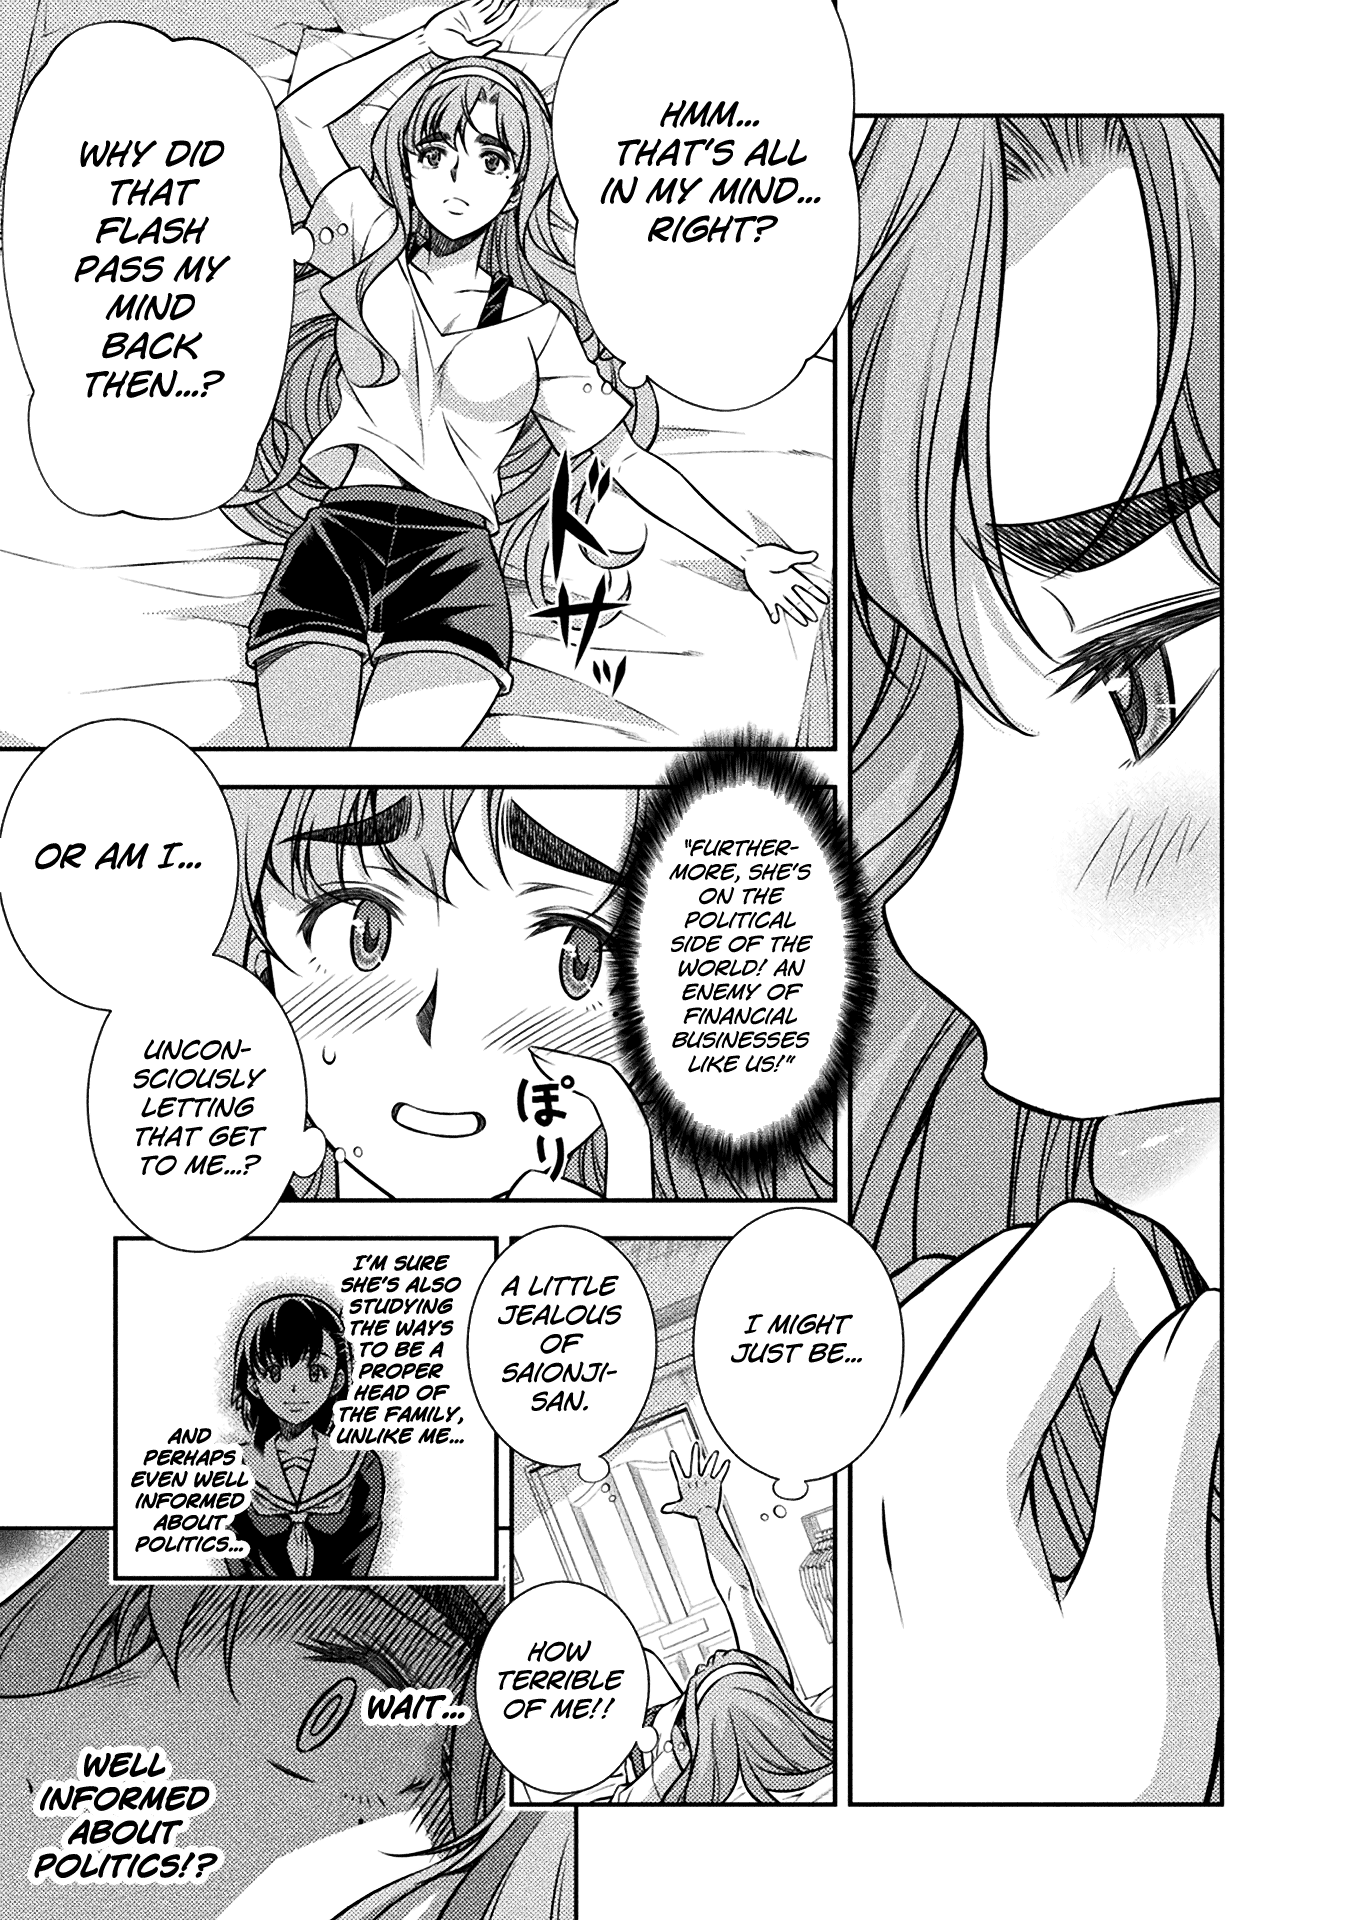 HMM...
THAT'S ALL
IN MY MIND...
RIGHT?
WHY DID
THAT
FLASH
PASS MY
MIND
BACK
THEN...?
ドサッ
"FURTHER-
MORE, SHE'S
ON THE
POLITICAL
SIDE OF THE
WORLD! AN
ENEMY OF
FINANCIAL
BUSINESSES
LIKE US!"
OR AM I...
UNCON-
SCIOUSLY
LETTING
THAT GET
TO ME...?
ぽり
I MIGHT
JUST BE...
A LITTLE
JEALOUS
OF
SAIONJI-
SAN.
HOW
TERRIBLE
OF ME!!
I'M SURE
SHE'S ALSO
STUDYING
THE WAYS
TO BE A
PROPER
HEAD OF
THE FAMILY,
UNLIKE ME...
AND
PERHAPS
EVEN WELL
INFORMED
ABOUT
POLITICS...
WAIT...
WELL
INFORMED
ABOUT
POLITICS!?